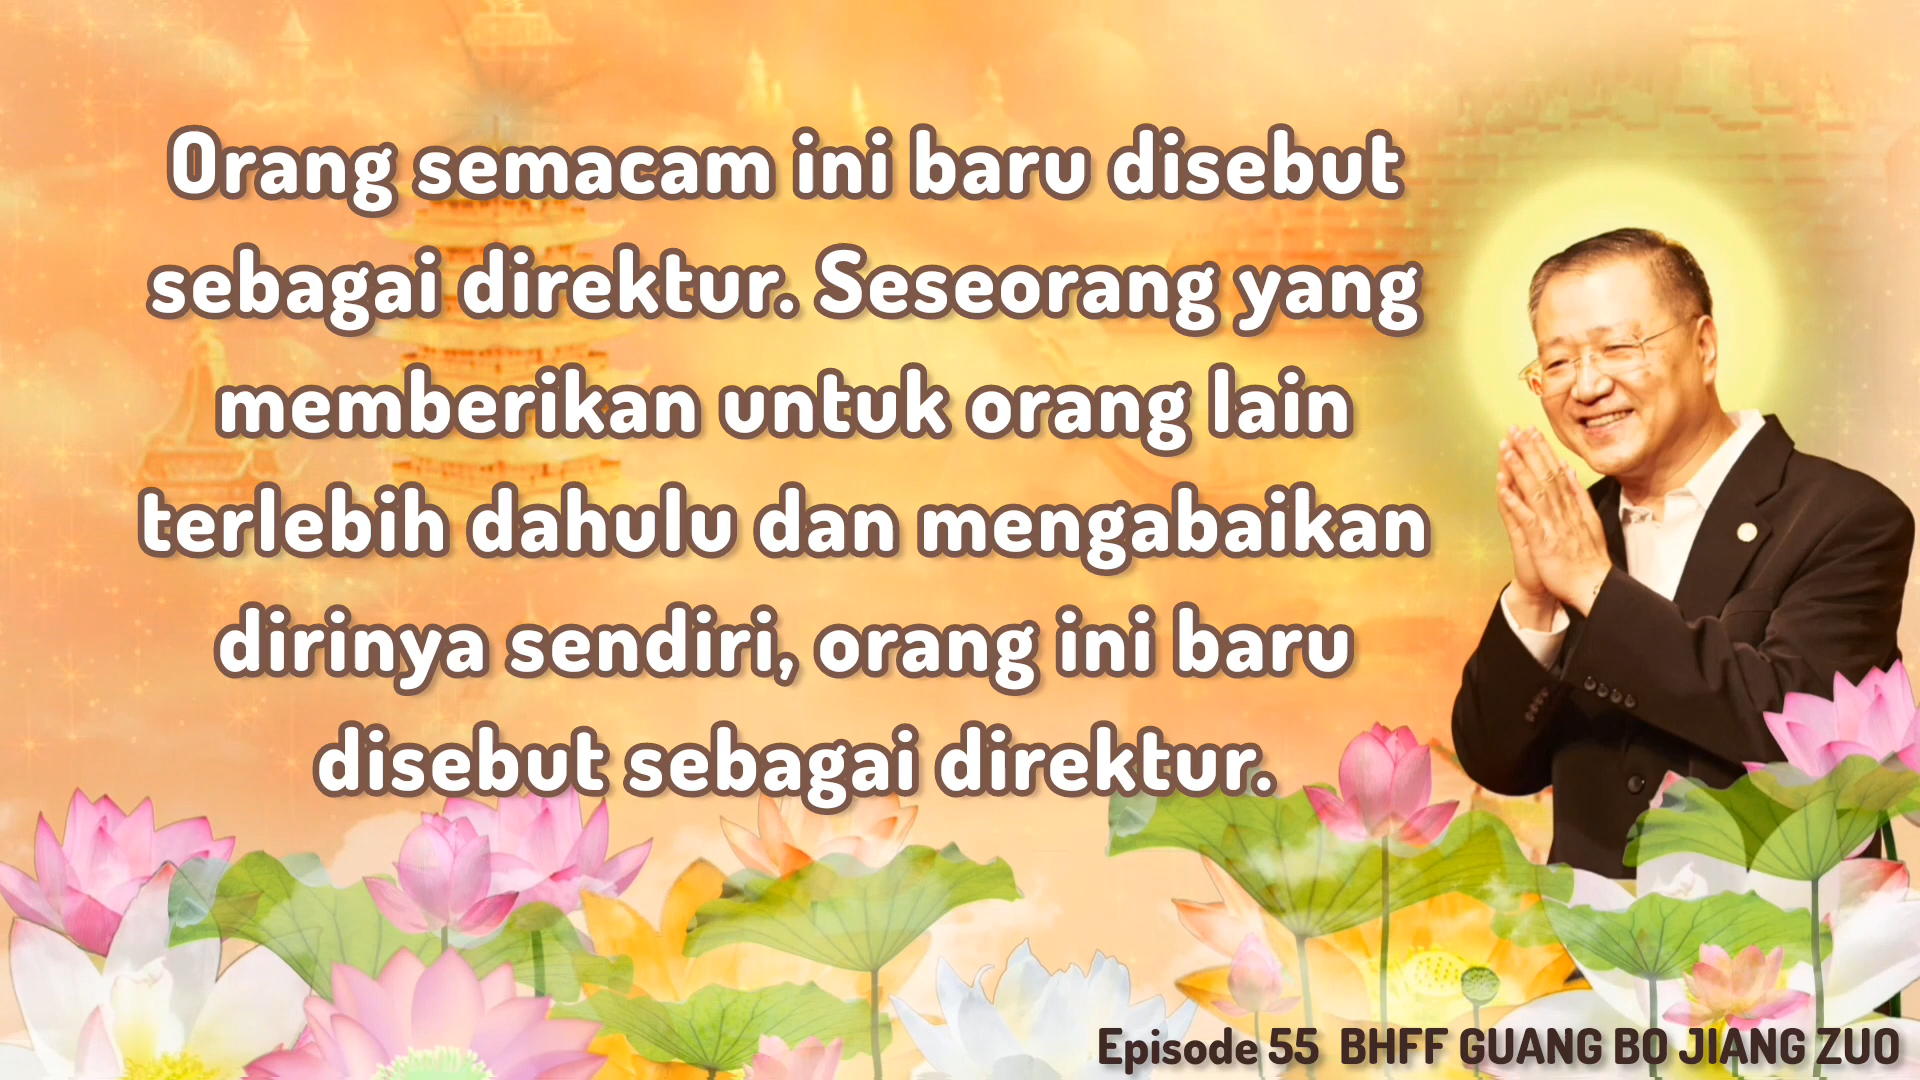 Orang semacam ini baru disebut
sebagai direktur. Seseorang yang
memberikan untuk orang lain
terlebih dahulu dan mengabaikan
dirinya sendiri, orang ini baru
disebut sebagai direktur.
Episode 55 BHFF GUANG BO JIANG ZUO